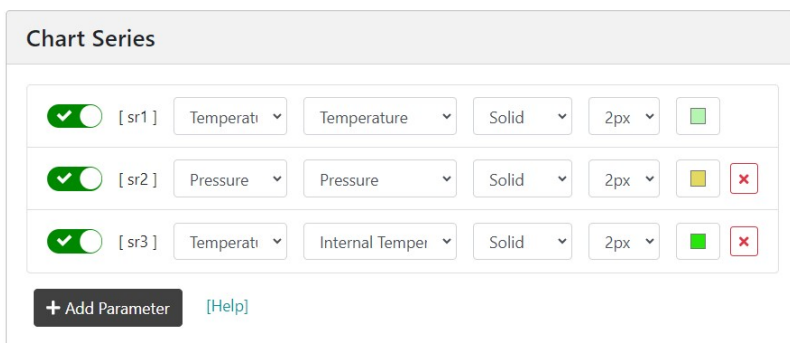 Chart Series
[ sr1 ] Temperatu Temperature Solid 2px
[ sr2 ] Pressure Pressure Solid 2px
[ sr3 ] Temperatu Internal Temper Solid 2px
+ Add Parameter [Help]